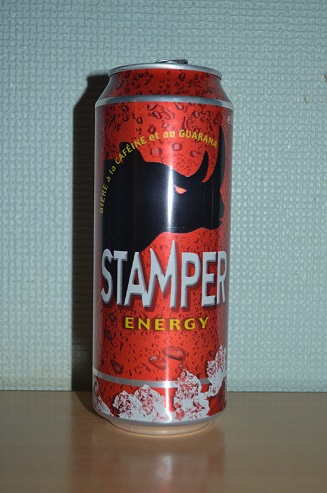 BIÈRE à la CAFÉINE et au GUARANA
STAMPER
ENERGY